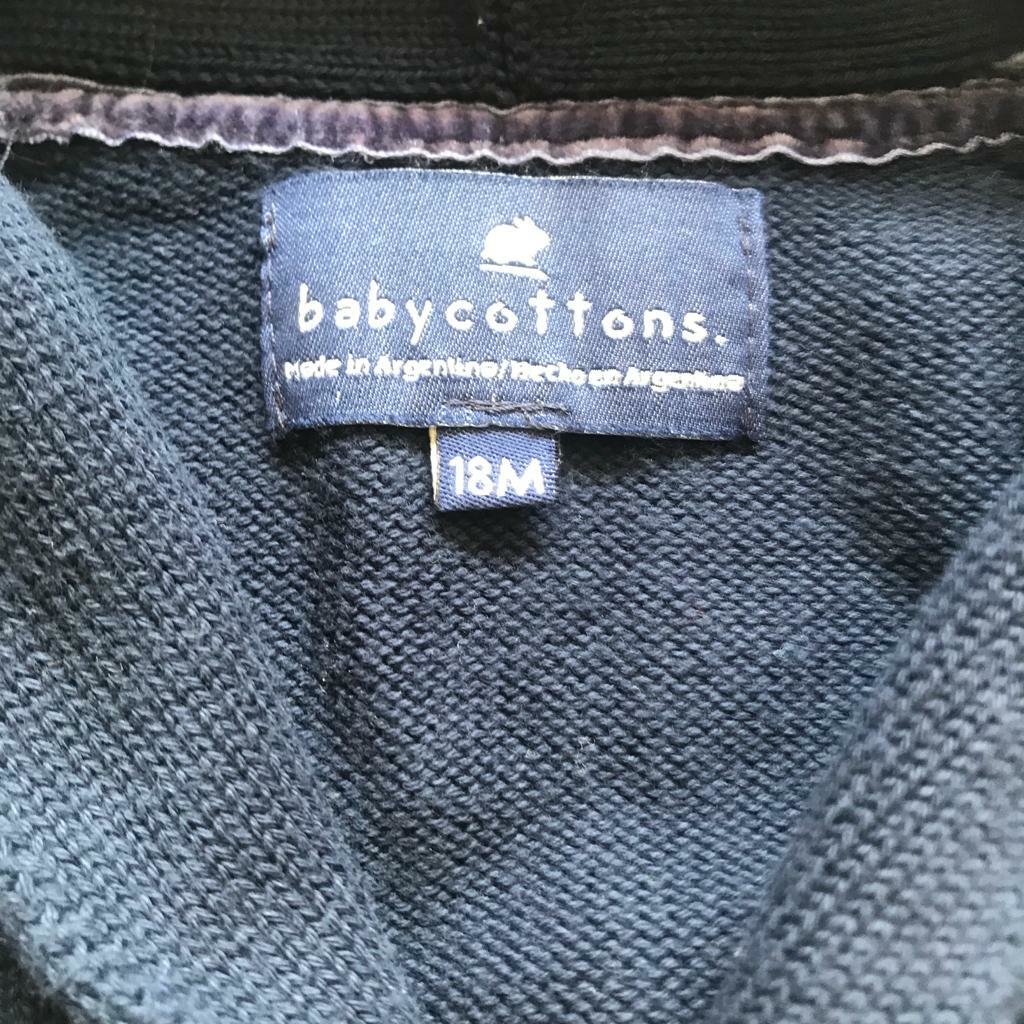 babycottons.
Made in Argentina/Hecho en Argentina
18M